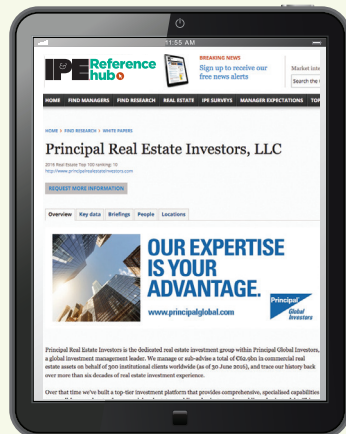 11:55 AM
IPE Reference
hub
BREAKING NEWS
Sign up to receive our
free news alerts
Market inte
Search the
HOME FIND MANAGERS FIND RESEARCH REAL ESTATE IPE SURVEYS MANAGER EXPECTATIONS TOP
HOME > FIND RESEARCH > WHITE PAPERS
Principal Real Estate Investors, LLC
2016 Real Estate Top 100 ranking: 10
http://www.principalrealestateinvestors.com
REQUEST MORE INFORMATION
Overview Key data Briefings People Locations
OUR EXPERTISE
IS YOUR
ADVANTAGE.
www.principalglobal.com
Principal
Global
Investors
Principal Real Estate Investors is the dedicated real estate investment group within Principal Global Investors,
a global investment management leader. We manage or sub-advise a total of €62.9bn in commercial real
estate assets on behalf of 300 institutional clients worldwide (as of 30 June 2016), and trace our history back
over more than six decades of real estate investment experience.
Over that time we've built a top-tier investment platform that provides comprehensive, specialised capabilities